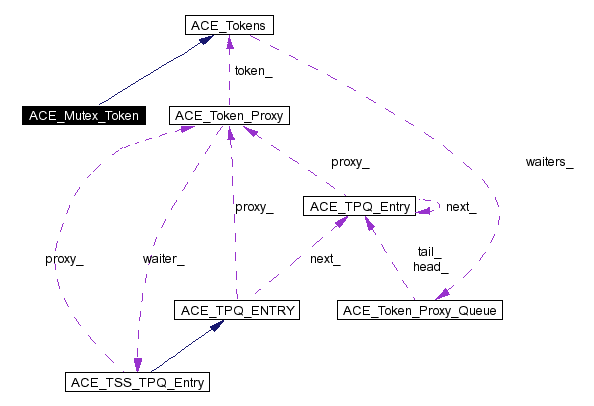 ACE_Tokens
token_
ACE_Mutex_Token
ACE_Token_Proxy
proxy_
waiters_
ACE_TPQ_Entry
next_
proxy_
proxy_
waiter_
next_
tail_
head_
ACE_TPQ_ENTRY
ACE_Token_Proxy_Queue
ACE_TSS_TPQ_Entry